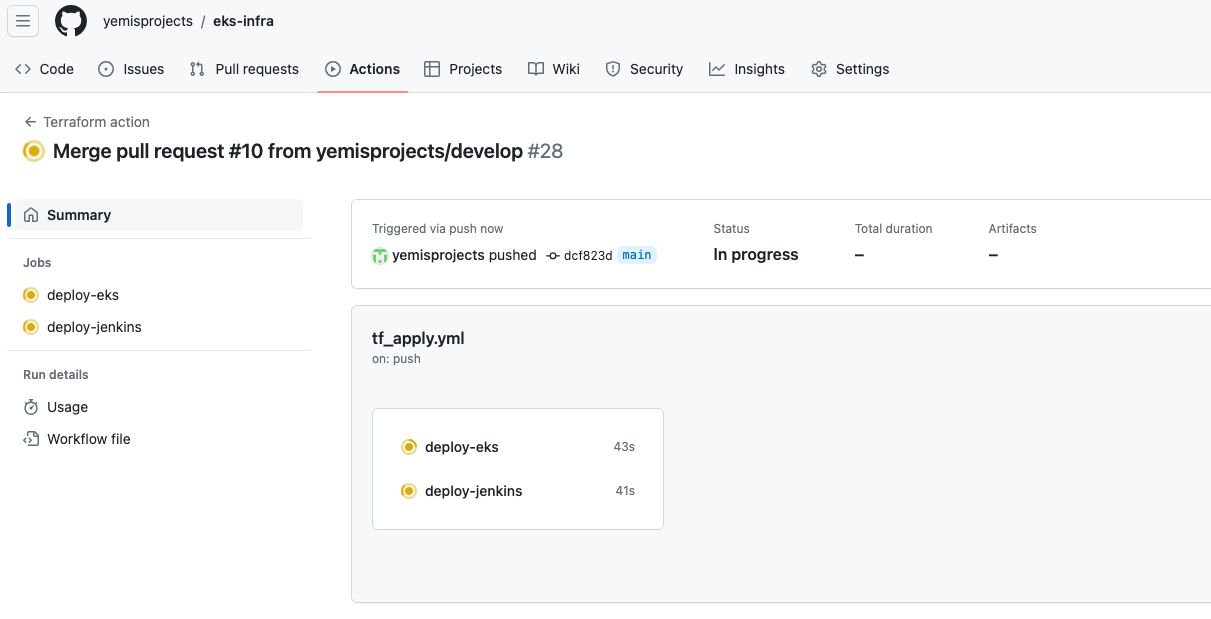 yemisprojects / eks-infra
Code Issues Pull requests Actions Projects Wiki Security Insights Settings
Terraform action
Merge pull request #10 from yemisprojects/develop #28
Summary
Jobs
deploy-eks
deploy-jenkins
Run details
Usage
Workflow file
Triggered via push now Status Total duration Artifacts
yemisprojects pushed dcf823d main In progress – –
tf_apply.yml
on: push
deploy-eks 43s
deploy-jenkins 41s